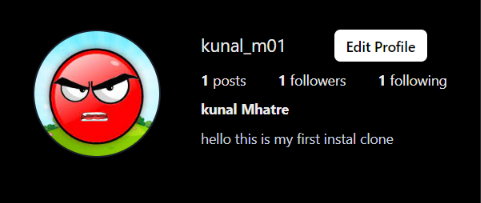 kunal_m01 Edit Profile
1 posts 1 followers 1 following
kunal Mhatre
hello this is my first instal clone